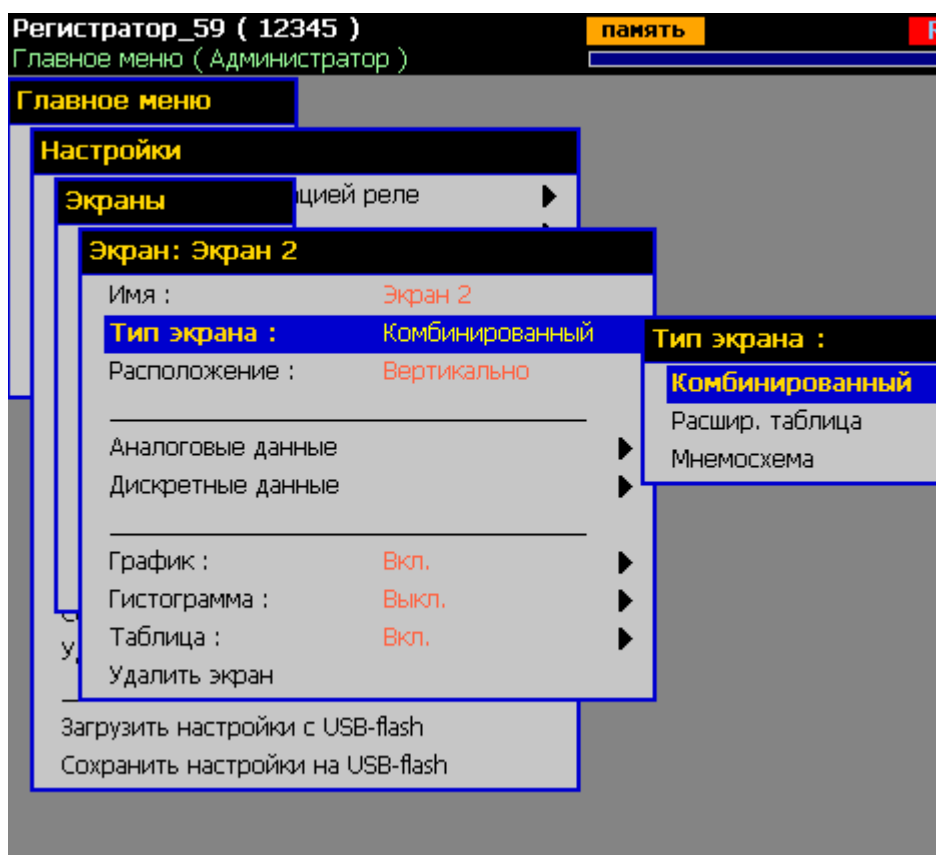 Регистратор_59 ( 12345 )
память
Главное меню ( Администратор )
Главное меню
Настройки
цией реле
Экраны
Экран: Экран 2
Имя : Экран 2
Тип экрана : Комбинированный
Расположение : Вертикально
Аналоговые данные
Дискретные данные
График : Вкл.
Гистограмма : Выкл.
Таблица : Вкл.
Удалить экран
Тип экрана :
Комбинированный
Расшир. таблица
Мнемосхема
Загрузить настройки с USB-flash
Сохранить настройки на USB-flash